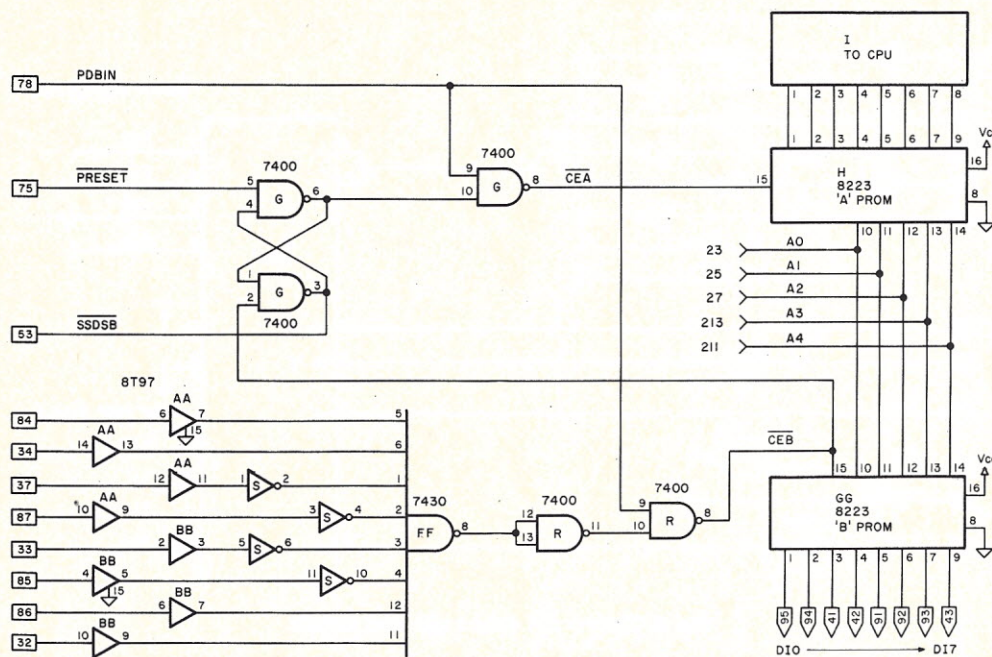 I
TO CPU
1 2 3 4 5 6 7 8
1 2 3 4 5 6 7 9
78 PDBIN
75 PRESET
7400
5 4 G 6
7400
9 10 G 8
CEA
15
H
8223
'A' PROM
16
8
10 11 12 13 14
1 2 G 3
7400
53 SSDSB
23 A0
25 A1
27 A2
213 A3
211 A4
8T97
84 6 AA 7 15 5
34 14 AA 13 6
37 12 AA 11 1 S 2 1
87 10 AA 9 3 S 4 2
33 2 BB 3 5 S 6 3
85 4 BB 5 15 11 S 10 4
86 6 BB 7 12
32 10 BB 9 11
7430
FF 8
7400
12 13 R 11
7400
9 10 R 8
CEB
15 10 11 12 13 14
GG
8223
'B' PROM
16
8
1 2 3 4 5 6 7 9
95 94 41 42 91 92 93 43
DI0 DI7